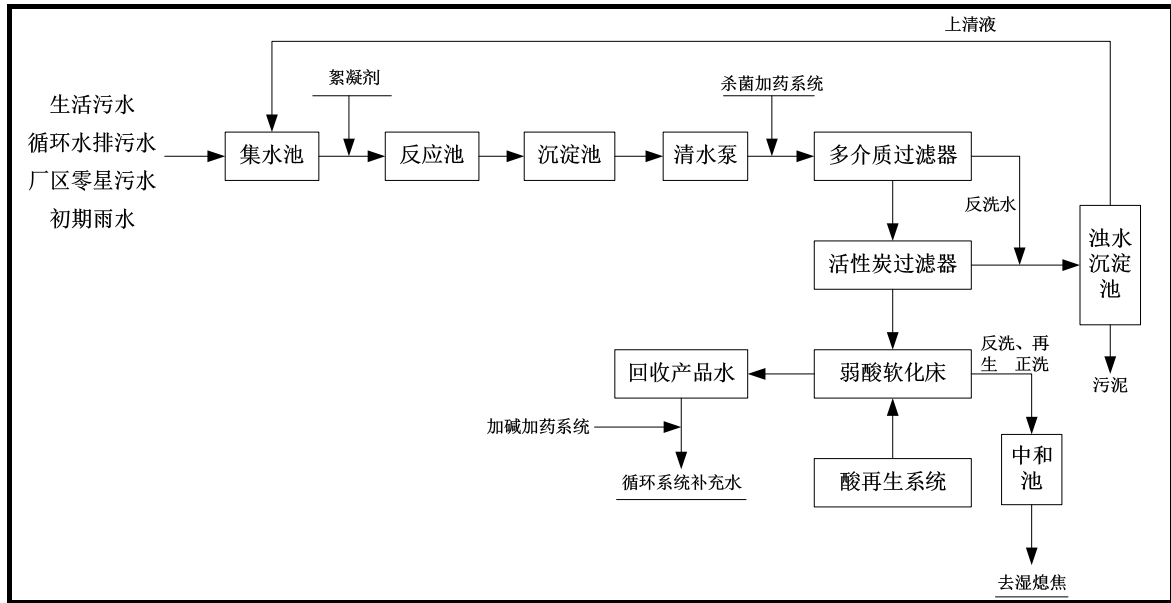 上清液
絮凝剂
杀菌加药系统
生活污水
循环水排污水
厂区零星污水
初期雨水
集水池
反应池
沉淀池
清水泵
多介质过滤器
反洗水
浊水
沉淀
池
活性炭过滤器
反洗、再
生 正洗
回收产品水
弱酸软化床
污泥
加碱加药系统
中和
池
循环系统补充水
酸再生系统
去湿熄焦